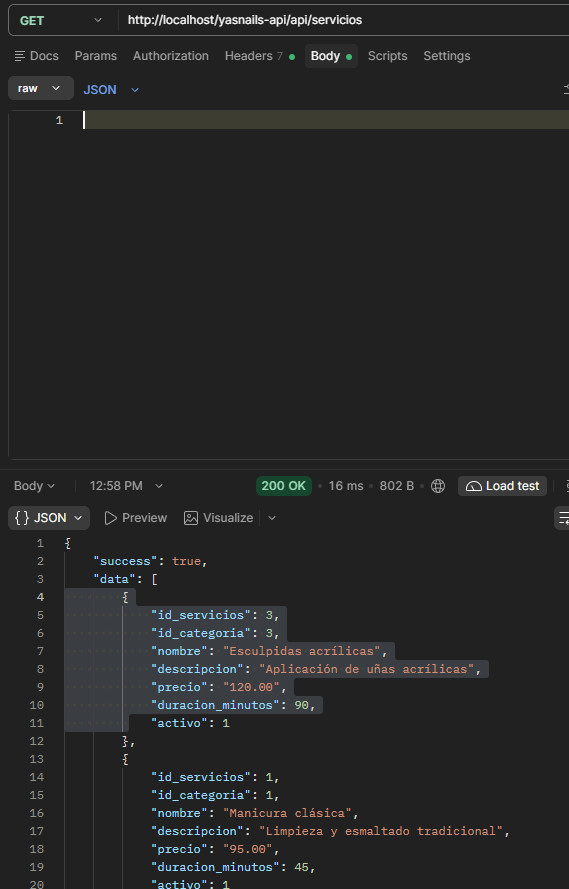 GET http://localhost/yasnails-api/api/servicios
Docs Params Authorization Headers 7 Body Scripts Settings
raw JSON
1
Body 12:58 PM 200 OK 16 ms 802 B Load test
{} JSON Preview Visualize
1 {
2 "success": true,
3 "data": [
4 {
5 "id_servicios": 3,
6 "id_categoria": 3,
7 "nombre": "Esculpidas acrílicas",
8 "descripcion": "Aplicación de uñas acrílicas",
9 "precio": "120.00",
10 "duracion_minutos": 90,
11 "activo": 1
12 },
13 {
14 "id_servicios": 1,
15 "id_categoria": 1,
16 "nombre": "Manicura clásica",
17 "descripcion": "Limpieza y esmaltado tradicional",
18 "precio": "95.00",
19 "duracion_minutos": 45,
20 "activo": 1